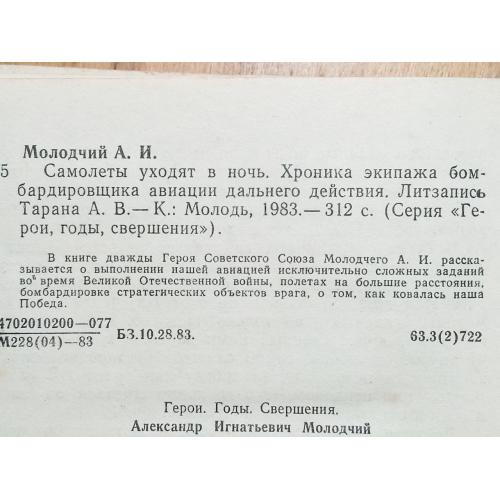 Молодчий А. И.
5 Самолеты уходят в ночь. Хроника экипажа бом-
бардировщика авиации дальнего действия. Литзапись
Тарана А. В.— К.: Молодь, 1983.— 312 с. (Серия «Ге-
рои, годы, свершения»).
В книге дважды Героя Советского Союза Молодчего А. И. расска-
зывается о выполнении нашей авиацией исключительно сложных заданий
во время Великой Отечественной войны, полетах на большие расстояния,
бомбардировке стратегических объектов врага, о том, как ковалась наша
Победа.
4702010200—077
М228(04)—83
БЗ.10.28.83.
63.3(2)722
Герои. Годы. Свершения.
Александр Игнатьевич Молодчий